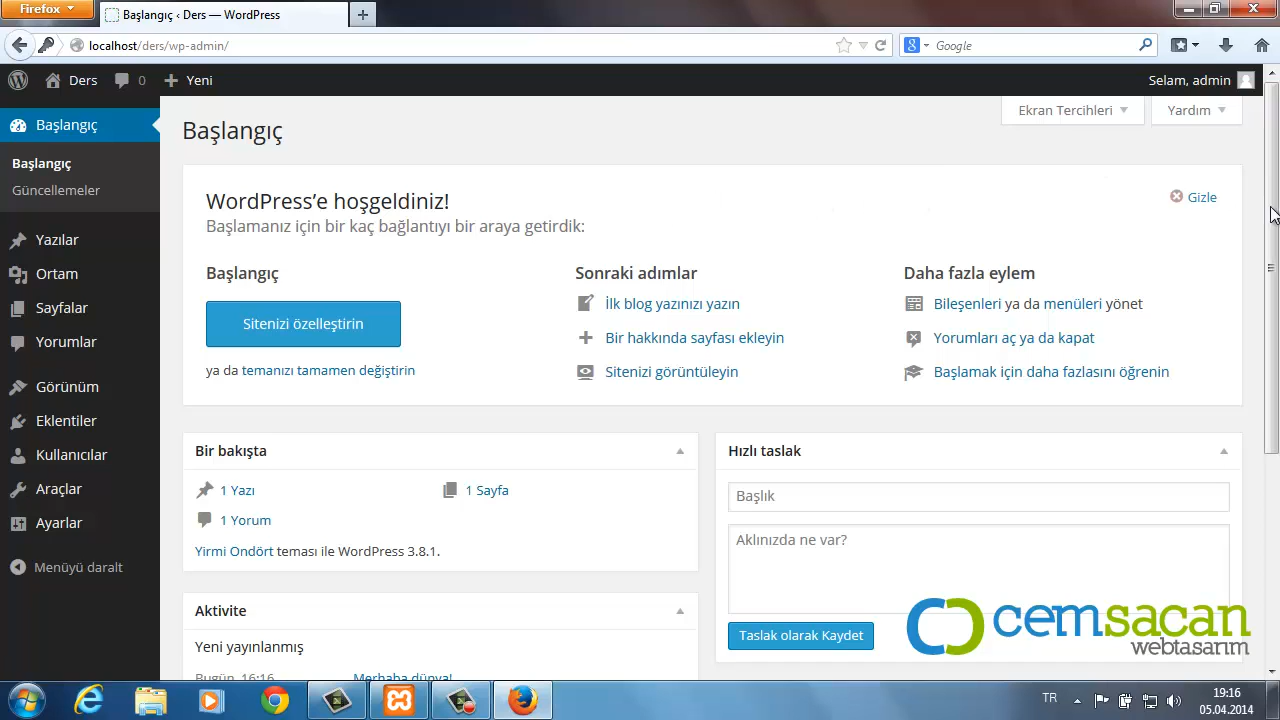 Firefox
Başlangıç ‹ Ders — WordPress
localhost/ders/wp-admin/
Google
Ders
0
Yeni
Selam, admin
Başlangıç
Başlangıç
Güncellemeler
Yazılar
Ortam
Sayfalar
Yorumlar
Görünüm
Eklentiler
Kullanıcılar
Araçlar
Ayarlar
Menüyü daralt
Ekran Tercihleri
Yardım
Başlangıç
WordPress’e hoşgeldiniz!
Gizle
Başlamanız için bir kaç bağlantıyı bir araya getirdik:
Başlangıç
Sitenizi özelleştirin
ya da temanızı tamamen değiştirin
Sonraki adımlar
İlk blog yazınızı yazın
Bir hakkında sayfası ekleyin
Sitenizi görüntüleyin
Daha fazla eylem
Bileşenleri ya da menüleri yönet
Yorumları aç ya da kapat
Başlamak için daha fazlasını öğrenin
Bir bakışta
1 Yazı
1 Sayfa
1 Yorum
Yirmi Ondört teması ile WordPress 3.8.1.
Aktivite
Yeni yayınlanmış
Bugün, 16:16
Merhaba dünya!
Hızlı taslak
Başlık
Aklınızda ne var?
Taslak olarak Kaydet
cemsacan
webtasarım
TR
19:16
05.04.2014